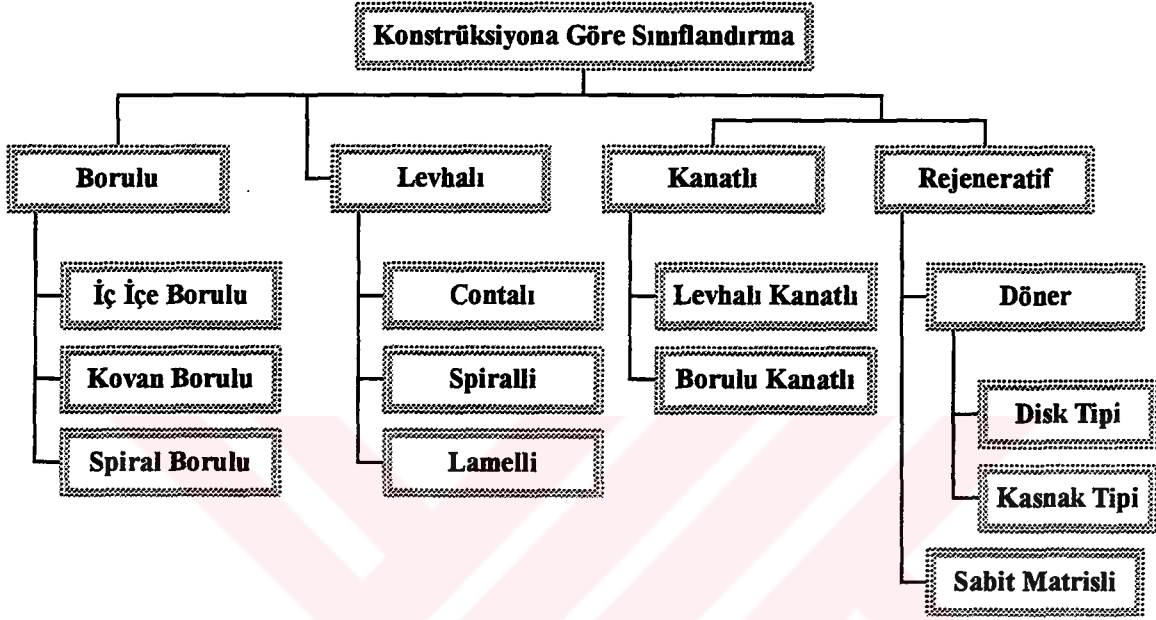 Konstrüksiyona Göre Sınıflandırma
Borulu
Levhalı
Kanatlı
Rejeneratif
İç İçe Borulu
Contalı
Levhalı Kanatlı
Döner
Kovan Borulu
Spiralli
Borulu Kanatlı
Disk Tipi
Spiral Borulu
Lamelli
Kasnak Tipi
Sabit Matrisli